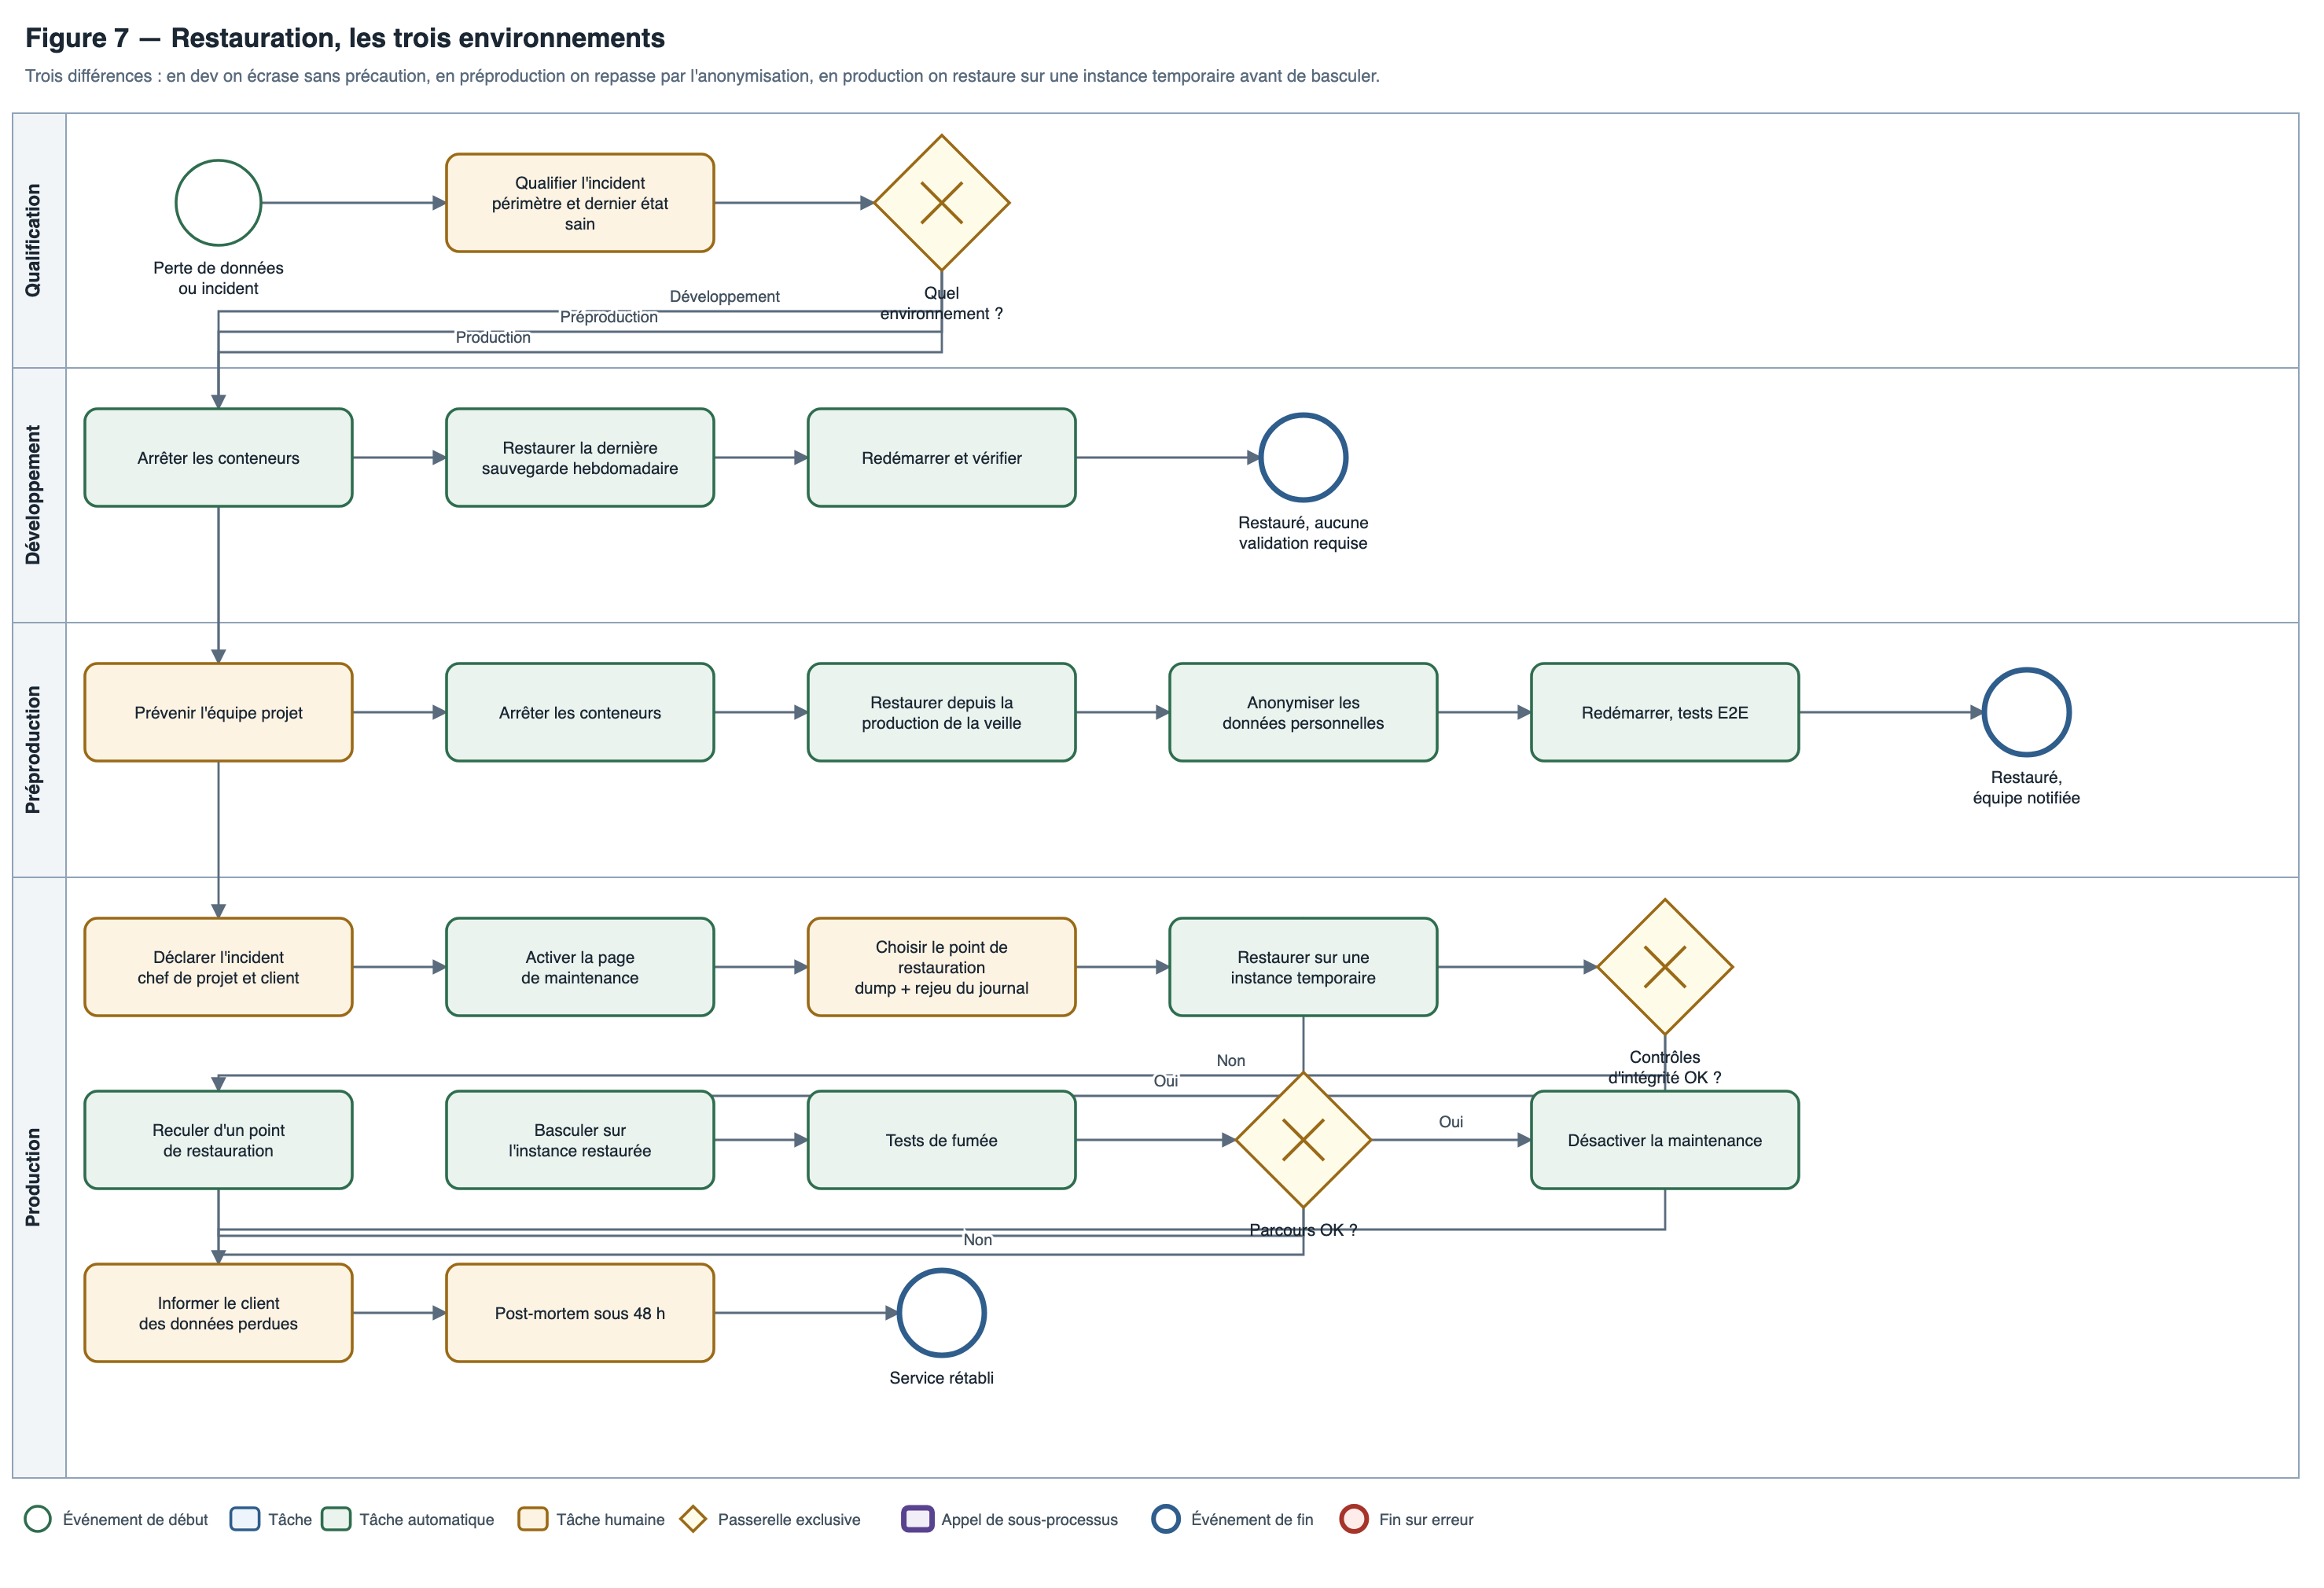 Figure 7 — Restauration, les trois environnements
Trois différences : en dev on écrase sans précaution, en préproduction on repasse par l'anonymisation, en production on restaure sur une instance temporaire avant de basculer.
Qualification
Perte de données
ou incident
Qualifier l'incident
périmètre et dernier état
sain
Quel
environnement ?
Développement
Préproduction
Production
Développement
Arrêter les conteneurs
Restaurer la dernière
sauvegarde hebdomadaire
Redémarrer et vérifier
Restauré, aucune
validation requise
Préproduction
Prévenir l'équipe projet
Arrêter les conteneurs
Restaurer depuis la
production de la veille
Anonymiser les
données personnelles
Redémarrer, tests E2E
Restauré,
équipe notifiée
Production
Déclarer l'incident
chef de projet et client
Activer la page
de maintenance
Choisir le point de
restauration
dump + rejeu du journal
Restaurer sur une
instance temporaire
Contrôles
d'intégrité OK ?
Non
Oui
Reculer d'un point
de restauration
Basculer sur
l'instance restaurée
Tests de fumée
Parcours OK ?
Oui
Désactiver la maintenance
Non
Informer le client
des données perdues
Post-mortem sous 48 h
Service rétabli
Événement de début
Tâche
Tâche automatique
Tâche humaine
Passerelle exclusive
Appel de sous-processus
Événement de fin
Fin sur erreur